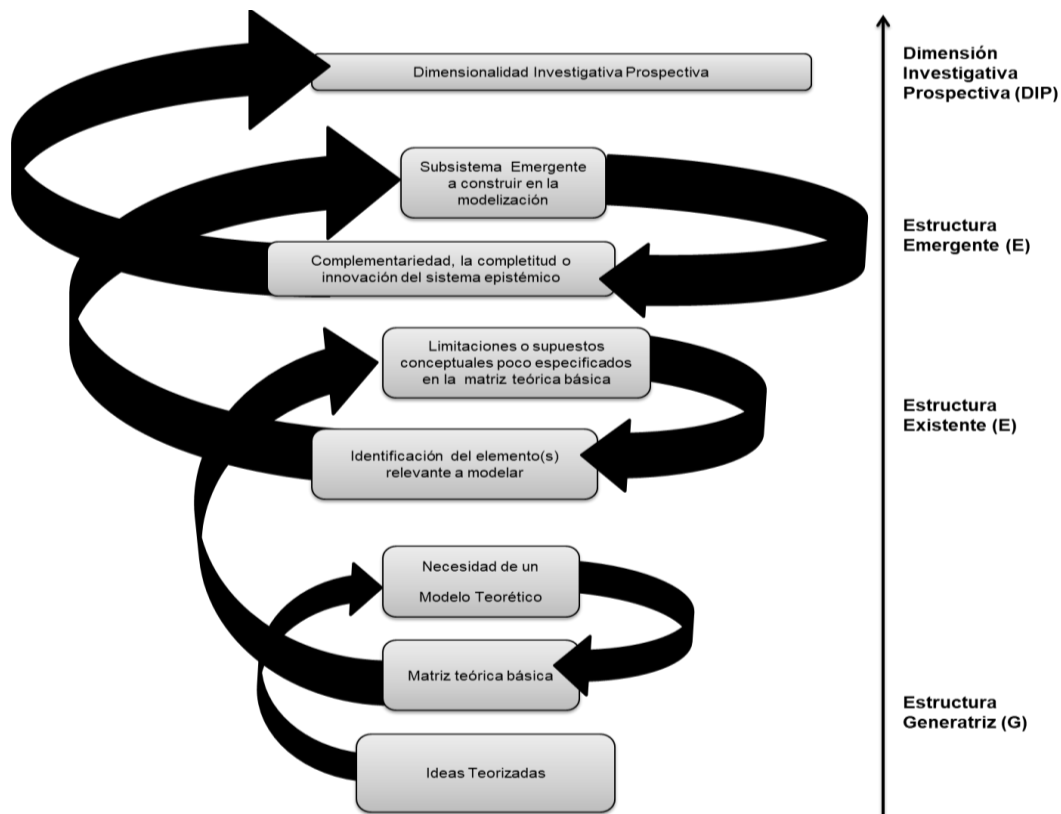 Dimensionalidad Investigativa Prospectiva
Dimensión
Investigativa
Prospectiva (DIP)
Subsistema Emergente
a construir en la
modelización
Estructura
Emergente (E)
Complementariedad, la completitud o
innovación del sistema epistémico
Limitaciones o supuestos
conceptuales poco especificados
en la matriz teórica básica
Estructura
Existente (E)
Identificación del elemento(s)
relevante a modelar
Necesidad de un
Modelo Teorético
Matriz teórica básica
Estructura
Generatriz (G)
Ideas Teorizadas